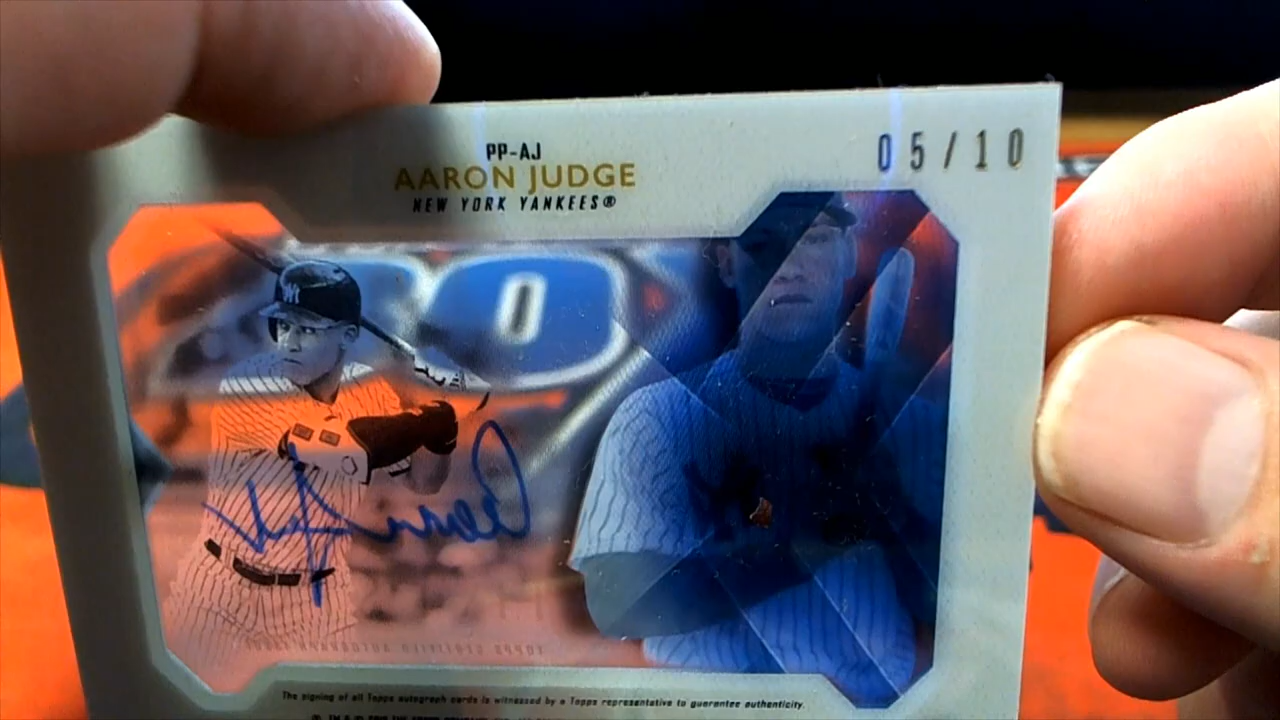 PP-AJ
05/10
AARON JUDGE
NEW YORK YANKEES®
The signing of all Topps autograph cards is witnessed by a Topps representative to guarantee authenticity.